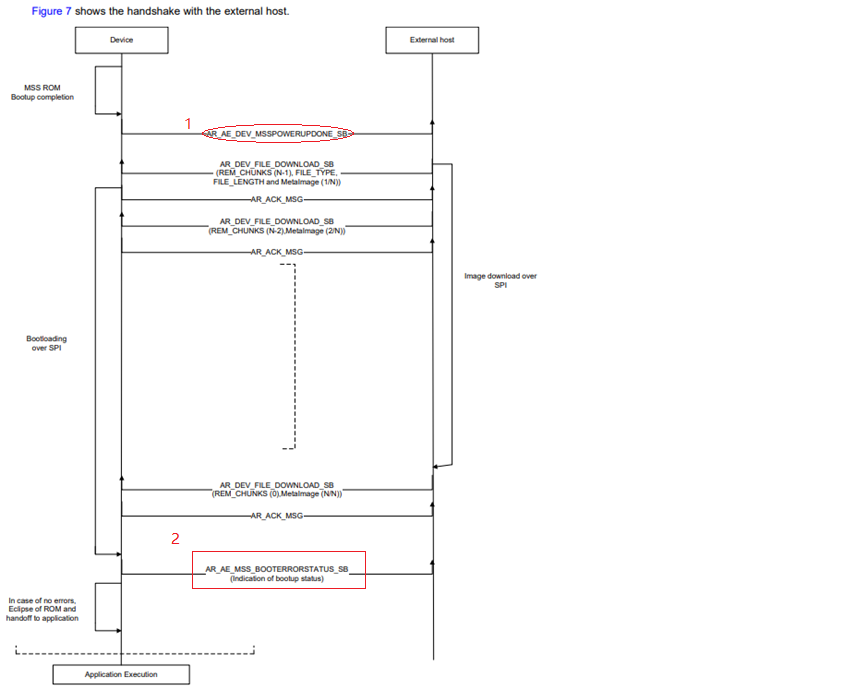 Figure 7 shows the handshake with the external host.
Device
External host
MSS ROM
Bootup completion
1
AR_AE_DEV_MSSPOWERUPDONE_SB
AR_DEV_FILE_DOWNLOAD_SB
(REM_CHUNKS (N-1), FILE_TYPE,
FILE_LENGTH and MetaImage (1/N))
AR_ACK_MSG
AR_DEV_FILE_DOWNLOAD_SB
(REM_CHUNKS (N-2),MetaImage (2/N))
AR_ACK_MSG
Image download over
SPI
Bootloading
over SPI
AR_DEV_FILE_DOWNLOAD_SB
(REM_CHUNKS (0),MetaImage (N/N))
AR_ACK_MSG
2
AR_AE_MSS_BOOTERRORSTATUS_SB
(Indication of bootup status)
In case of no errors,
Eclipse of ROM and
handoff to application
Application Execution